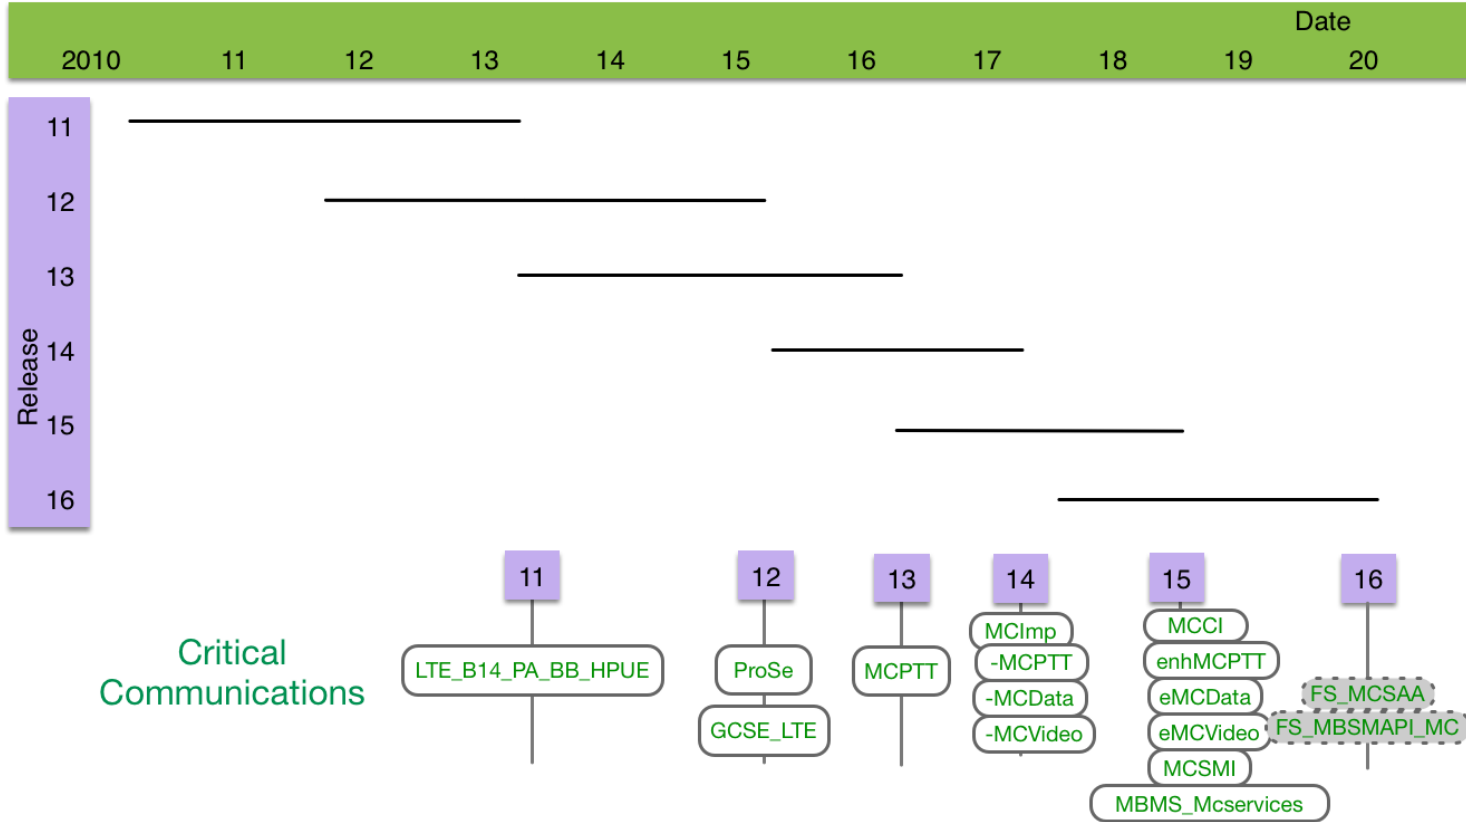 Date
2010 11 12 13 14 15 16 17 18 19 20
Release
11
12
13
14
15
16
11 12 13 14 15 16
Critical
Communications
LTE_B14_PA_BB_HPUE
ProSe
GCSE_LTE
MCPTT
MCImp
-MCPTT
-MCData
-MCVideo
MCCI
enhMCPTT
eMCData
eMCVideo
MCSMI
MBMS_Mcservices
FS_MCSAA
FS_MBSMAPI_MC